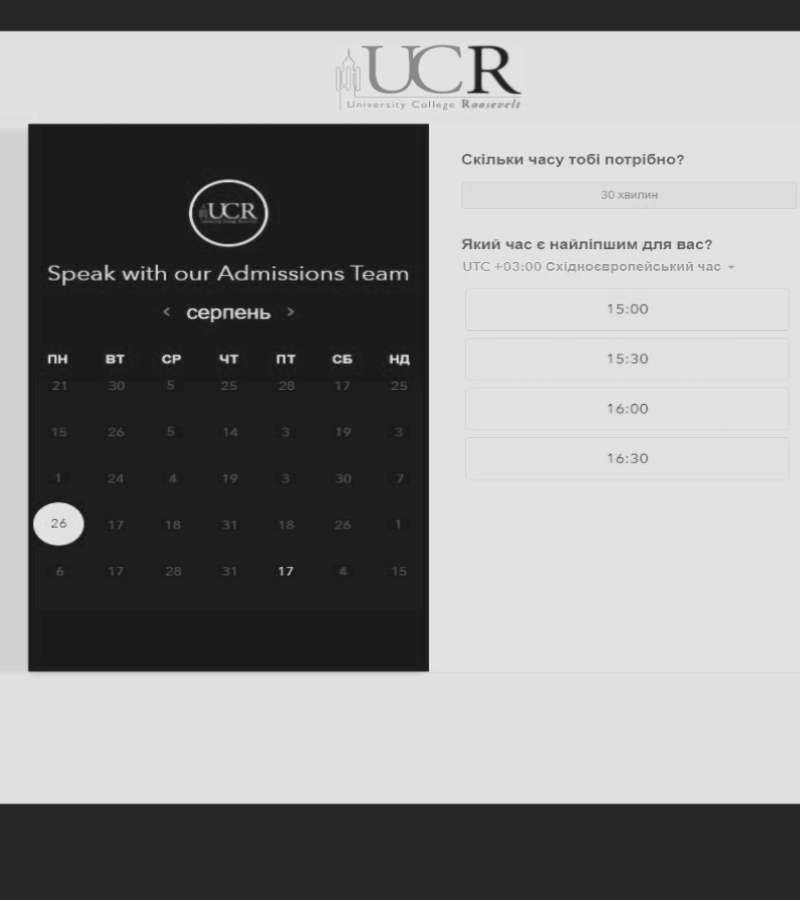 UCR
University College Roosevelt
UCR
Speak with our Admissions Team
< серпень >
ПН ВТ СР ЧТ ПТ СБ НД
21 30 5 25 28 17 25
15 26 5 14 3 19 3
1 24 4 19 3 30 7
26 17 18 31 18 26 1
6 17 28 31 17 4 15
Скільки часу тобі потрібно?
30 хвилин
Який час є найліпшим для вас?
UTC +03:00 Східноєвропейський час
15:00
15:30
16:00
16:30